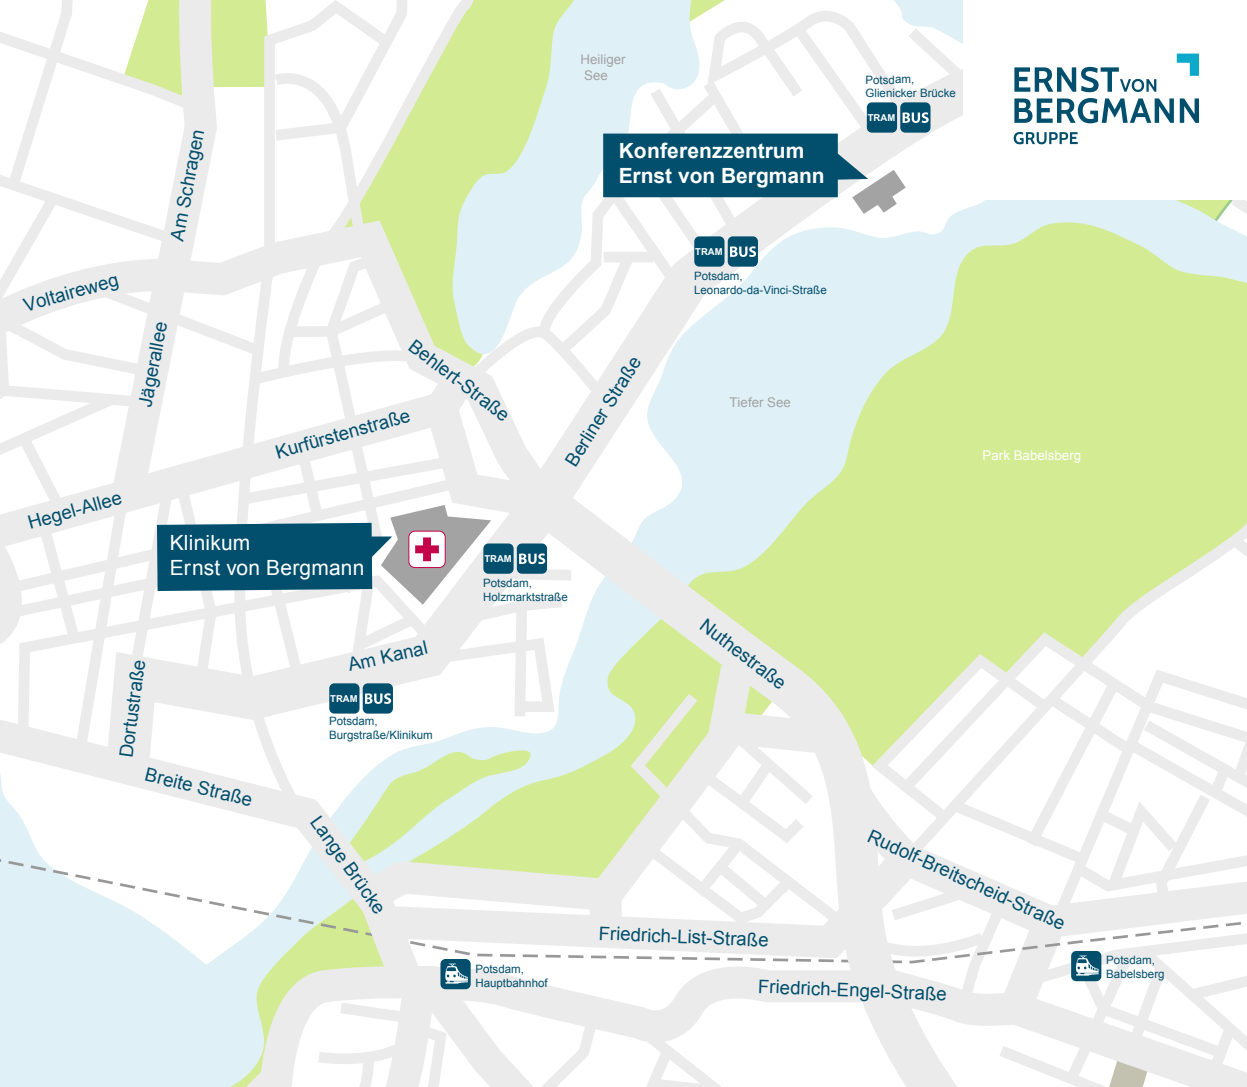 Heiliger
See
Potsdam,
Glienicker Brücke
TRAM BUS
ERNST VON
BERGMANN
GRUPPE
Konferenzzentrum
Ernst von Bergmann
Am Schragen
TRAM BUS
Potsdam,
Leonardo-da-Vinci-Straße
Voltaireweg
Jägerallee
Behlert-Straße
Berliner Straße
Tiefer See
Kurfürstenstraße
Park Babelsberg
Hegel-Allee
Klinikum
Ernst von Bergmann
TRAM BUS
Potsdam,
Holzmarktstraße
Nuthestraße
Am Kanal
Dortustraße
TRAM BUS
Potsdam,
Burgstraße/Klinikum
Breite Straße
Lange Brücke
Rudolf-Breitscheid-Straße
Friedrich-List-Straße
Potsdam,
Hauptbahnhof
Potsdam,
Babelsberg
Friedrich-Engel-Straße